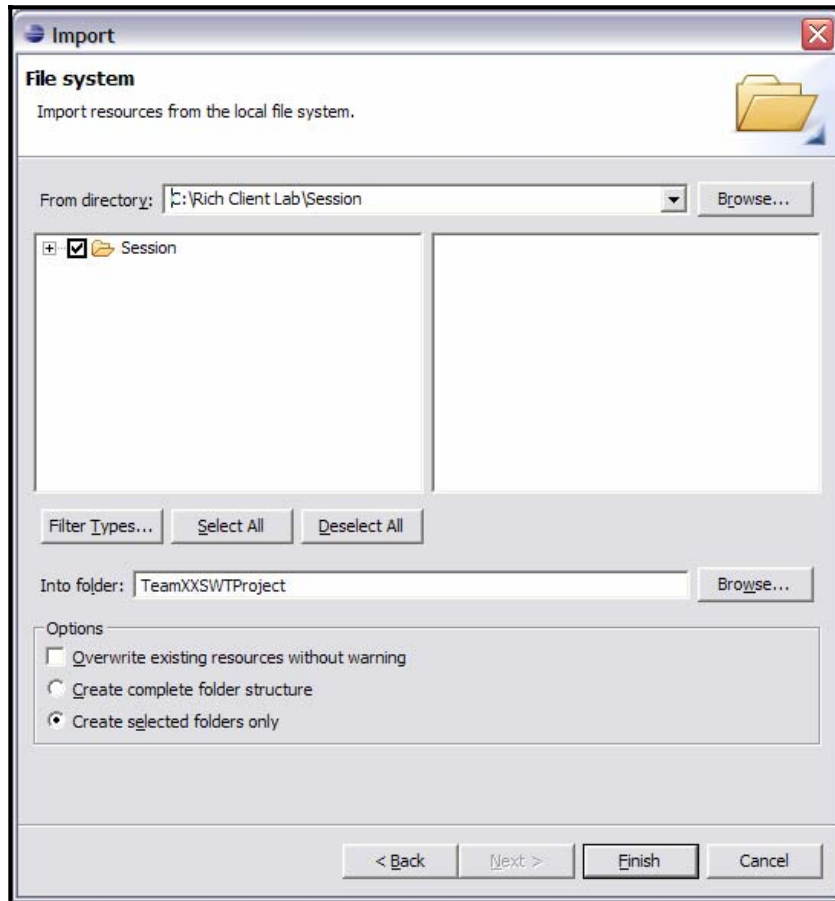 Import
File system
Import resources from the local file system.
From directory: C:\Rich Client Lab\Session Browse...
Session
Filter Types... Select All Deselect All
Into folder: TeamXXSWTProject Browse...
Options
Overwrite existing resources without warning
Create complete folder structure
Create selected folders only
< Back Next > Finish Cancel